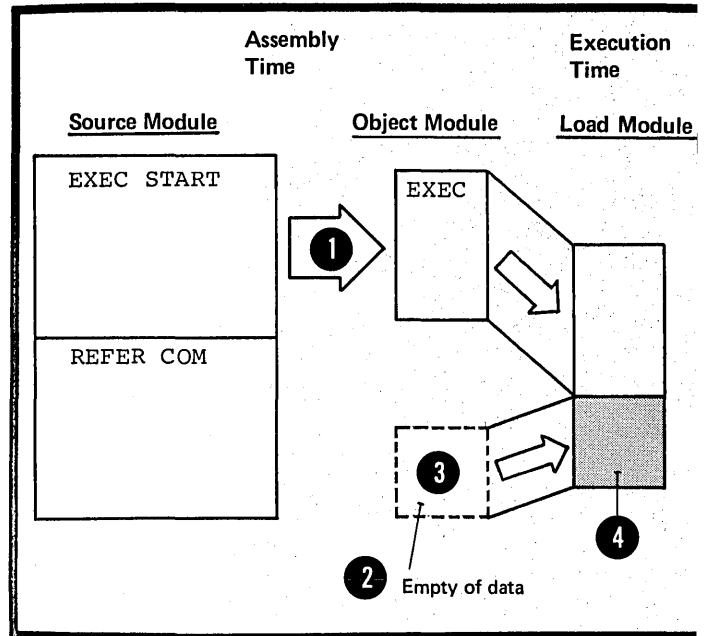 Assembly
Time
Execution
Time
Source Module
Object Module
Load Module
EXEC START
EXEC
1
REFER COM
3
4
2 Empty of data